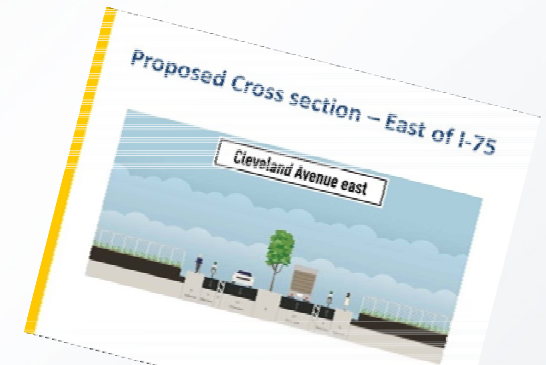 Proposed Cross section – East of I-75
Cleveland Avenue east